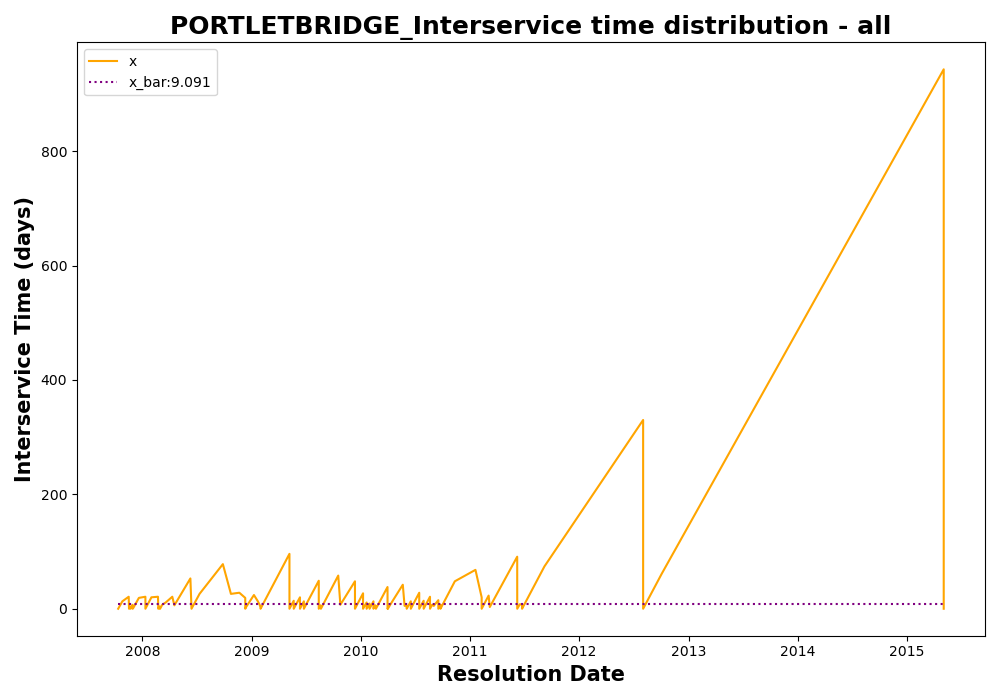 PORTLETBRIDGE_Interservice time distribution - all
x
x_bar:9.091
Interservice Time (days)
800
600
400
200
0
2008 2009 2010 2011 2012 2013 2014 2015
Resolution Date